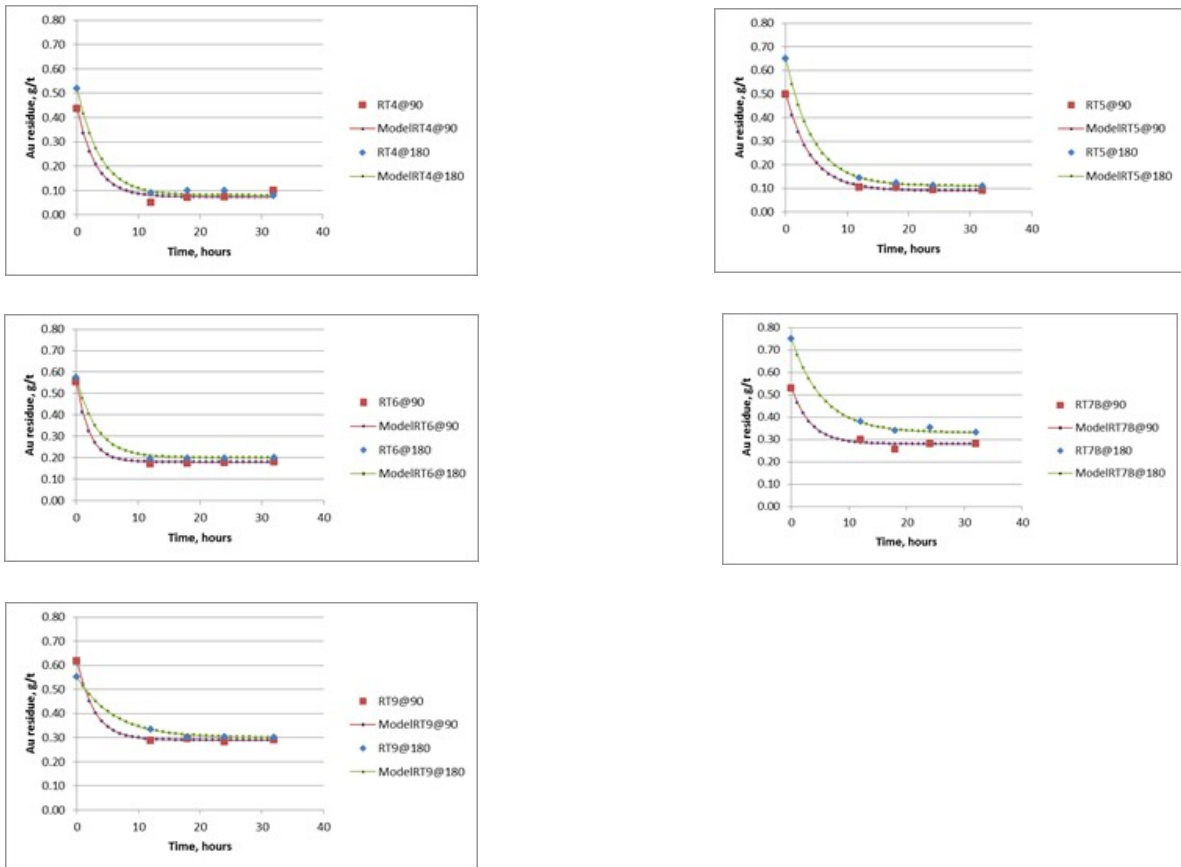 0.80
0.70
0.60
0.50
0.40
0.30
0.20
0.10
0.00
0 10 20 30 40
Au residue, g/t
Time, hours
RT4@90
ModelRT4@90
RT4@180
ModelRT4@180
0.80
0.70
0.60
0.50
0.40
0.30
0.20
0.10
0.00
0 10 20 30 40
Au residue, g/t
Time, hours
RT5@90
ModelRT5@90
RT5@180
ModelRT5@180
0.80
0.70
0.60
0.50
0.40
0.30
0.20
0.10
0.00
0 10 20 30 40
Au residue, g/t
Time, hours
RT6@90
ModelRT6@90
RT6@180
ModelRT6@180
0.80
0.70
0.60
0.50
0.40
0.30
0.20
0.10
0.00
0 10 20 30 40
Au residue, g/t
Time, hours
RT7B@90
ModelRT7B@90
RT7B@180
ModelRT7B@180
0.80
0.70
0.60
0.50
0.40
0.30
0.20
0.10
0.00
0 10 20 30 40
Au residue, g/t
Time, hours
RT9@90
ModelRT9@90
RT9@180
ModelRT9@180